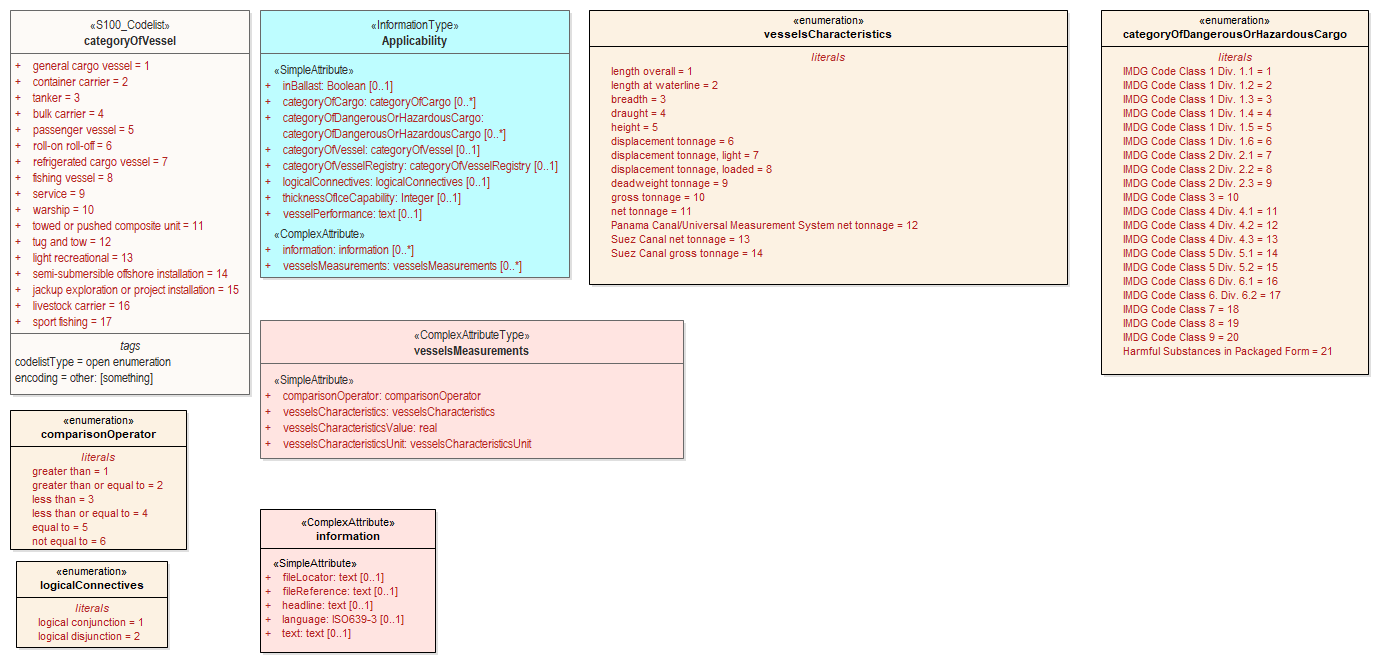 «S100_Codelist»
categoryOfVessel
+ general cargo vessel = 1
+ container carrier = 2
+ tanker = 3
+ bulk carrier = 4
+ passenger vessel = 5
+ roll-on roll-off = 6
+ refrigerated cargo vessel = 7
+ fishing vessel = 8
+ service = 9
+ warship = 10
+ towed or pushed composite unit = 11
+ tug and tow = 12
+ light recreational = 13
+ semi-submersible offshore installation = 14
+ jackup exploration or project installation = 15
+ livestock carrier = 16
+ sport fishing = 17
tags
codelistType = open enumeration
encoding = other: [something]
«enumeration»
comparisonOperator
literals
greater than = 1
greater than or equal to = 2
less than = 3
less than or equal to = 4
equal to = 5
not equal to = 6
«enumeration»
logicalConnectives
literals
logical conjunction = 1
logical disjunction = 2
«InformationType»
Applicability
«SimpleAttribute»
+ inBallast: Boolean [0..1]
+ categoryOfCargo: categoryOfCargo [0..*]
+ categoryOfDangerousOrHazardousCargo:
categoryOfDangerousOrHazardousCargo [0..*]
+ categoryOfVessel: categoryOfVessel [0..1]
+ categoryOfVesselRegistry: categoryOfVesselRegistry [0..1]
+ logicalConnectives: logicalConnectives [0..1]
+ thicknessOfIceCapability: Integer [0..1]
+ vesselPerformance: text [0..1]
«ComplexAttribute»
+ information: information [0..*]
+ vesselsMeasurements: vesselsMeasurements [0..*]
«ComplexAttributeType»
vesselsMeasurements
«SimpleAttribute»
+ comparisonOperator: comparisonOperator
+ vesselsCharacteristics: vesselsCharacteristics
+ vesselsCharacteristicsValue: real
+ vesselsCharacteristicsUnit: vesselsCharacteristicsUnit
«ComplexAttribute»
information
«SimpleAttribute»
+ fileLocator: text [0..1]
+ fileReference: text [0..1]
+ headline: text [0..1]
+ language: ISO639-3 [0..1]
+ text: text [0..1]
«enumeration»
vesselsCharacteristics
literals
length overall = 1
length at waterline = 2
breadth = 3
draught = 4
height = 5
displacement tonnage = 6
displacement tonnage, light = 7
displacement tonnage, loaded = 8
deadweight tonnage = 9
gross tonnage = 10
net tonnage = 11
Panama Canal/Universal Measurement System net tonnage = 12
Suez Canal net tonnage = 13
Suez Canal gross tonnage = 14
«enumeration»
categoryOfDangerousOrHazardousCargo
literals
IMDG Code Class 1 Div. 1.1 = 1
IMDG Code Class 1 Div. 1.2 = 2
IMDG Code Class 1 Div. 1.3 = 3
IMDG Code Class 1 Div. 1.4 = 4
IMDG Code Class 1 Div. 1.5 = 5
IMDG Code Class 1 Div. 1.6 = 6
IMDG Code Class 2 Div. 2.1 = 7
IMDG Code Class 2 Div. 2.2 = 8
IMDG Code Class 2 Div. 2.3 = 9
IMDG Code Class 3 = 10
IMDG Code Class 4 Div. 4.1 = 11
IMDG Code Class 4 Div. 4.2 = 12
IMDG Code Class 4 Div. 4.3 = 13
IMDG Code Class 5 Div. 5.1 = 14
IMDG Code Class 5 Div. 5.2 = 15
IMDG Code Class 6 Div. 6.1 = 16
IMDG Code Class 6. Div. 6.2 = 17
IMDG Code Class 7 = 18
IMDG Code Class 8 = 19
IMDG Code Class 9 = 20
Harmful Substances in Packaged Form = 21